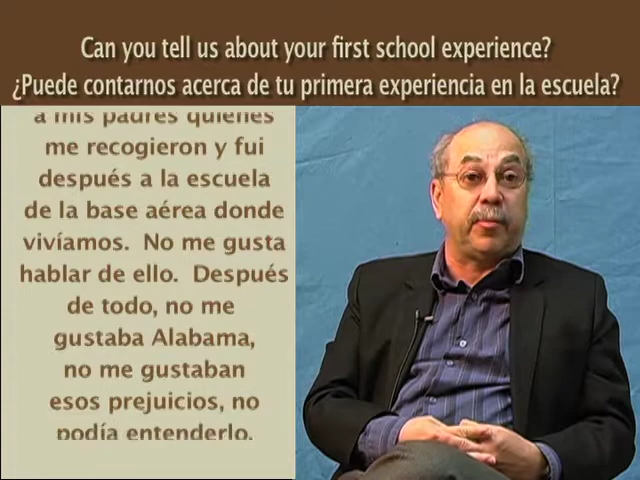 Can you tell us about your first school experience?
¿Puede contarnos acerca de tu primera experiencia en la escuela?
a mis padres quienes
me recogieron y fui
después a la escuela
de la base aérea donde
vivíamos.  No me gusta
hablar de ello.  Después
de todo, no me
gustaba Alabama,
no me gustaban
esos prejuicios, no
podía entenderlo.